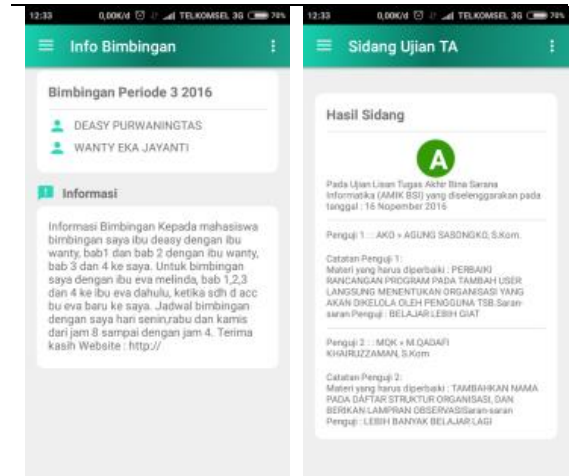 12:33 0,00K/d TELKOMSEL 3G 78%
Info Bimbingan
Bimbingan Periode 3 2016
DEASY PURWANINGTAS
WANTY EKA JAYANTI
Informasi
Informasi Bimbingan Kepada mahasiswa
bimbingan saya ibu deasy dengan ibu
wanty, bab1 dan bab 2 dengan ibu wanty,
bab 3 dan 4 ke saya. Untuk bimbingan
saya dengan ibu eva melinda, bab 1,2,3
dan 4 ke ibu eva dahulu, ketika sdh d acc
bu eva baru ke saya. Jadwal bimbingan
dengan saya hari senin,rabu dan kamis
dari jam 8 sampai dengan jam 4. Terima
kasih Website : http://
12:33 0,00K/d TELKOMSEL 3G 78%
Sidang Ujian TA
Hasil Sidang
A
Pada Ujian Lisan Tugas Akhir Bina Sarana
Informatika (AMIK BSI) yang diselenggarakan pada
tanggal : 16 Nopember 2016
Penguji 1 : : AKO » AGUNG SASONGKO, S.Kom.
Catatan Penguji 1:
Materi yang harus diperbaiki : PERBAIKI
RANCANGAN PROGRAM PADA TAMBAH USER
LANGSUNG MENENTUKAN ORGANISASI YANG
AKAN DIKELOLA OLEH PENGGUNA TSB.Saran-
saran Penguji : BELAJAR LEBIH GIAT
Penguji 2 : : MQK » M.QADAFI
KHAIRUZZAMAN, S.Kom
Catatan Penguji 2:
Materi yang harus diperbaiki : TAMBAHKAN NAMA
PADA DAFTAR STRUKTUR ORGANISASI, DAN
BERIKAN LAMPRAN OBSERVASISaran-saran
Penguji : LEBIH BANYAK BELAJAR LAGI